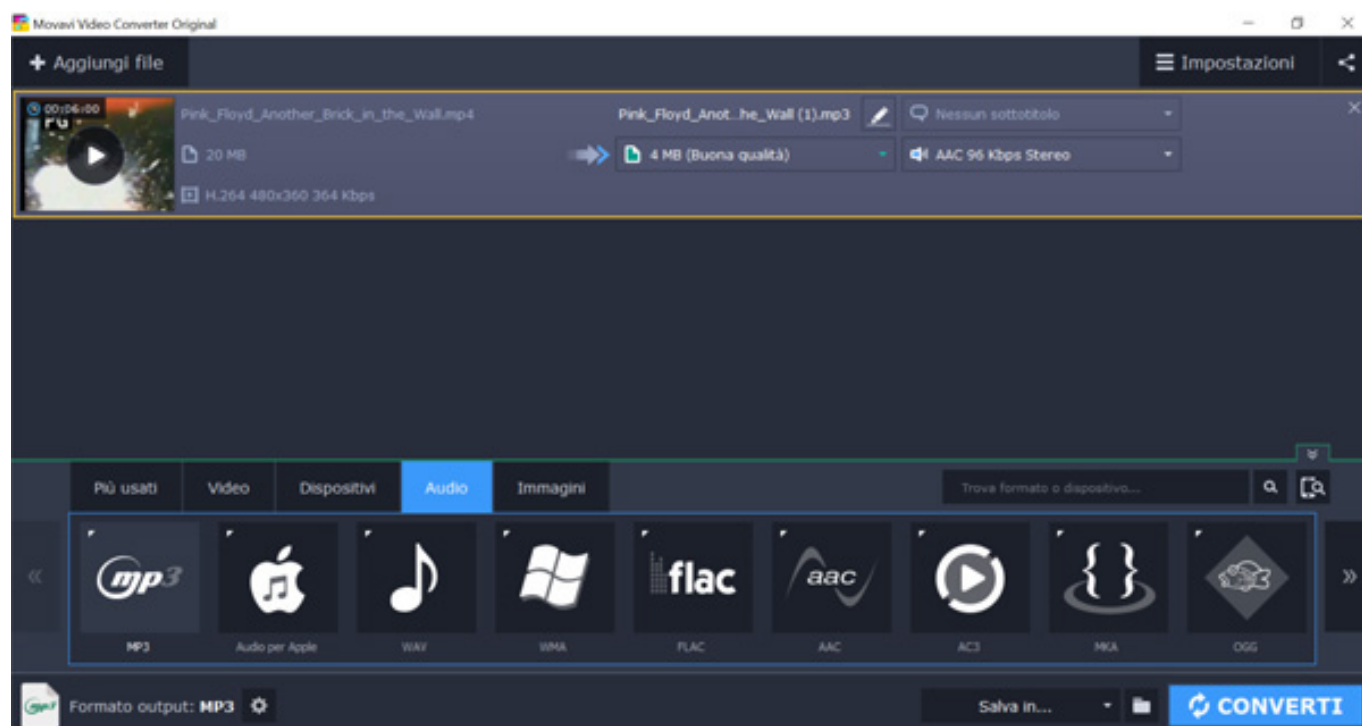 Movavi Video Converter Original
Aggiungi file
Impostazioni
00:06:00
PG
Pink_Floyd_Another_Brick_in_the_Wall.mp4
Pink_Floyd_Anot...he_Wall (1).mp3
Nessun sottotitolo
20 MB
4 MB (Buona qualità)
AAC 96 Kbps Stereo
H.264 480x360 364 Kbps
Più usati
Video
Dispositivi
Audio
Immagini
Trova formato o dispositivo...
mp3
flac
aac
MP3
Audio per Apple
WAV
WMA
FLAC
AAC
AC3
MKA
OGG
Formato output: MP3
Salva in...
CONVERTI